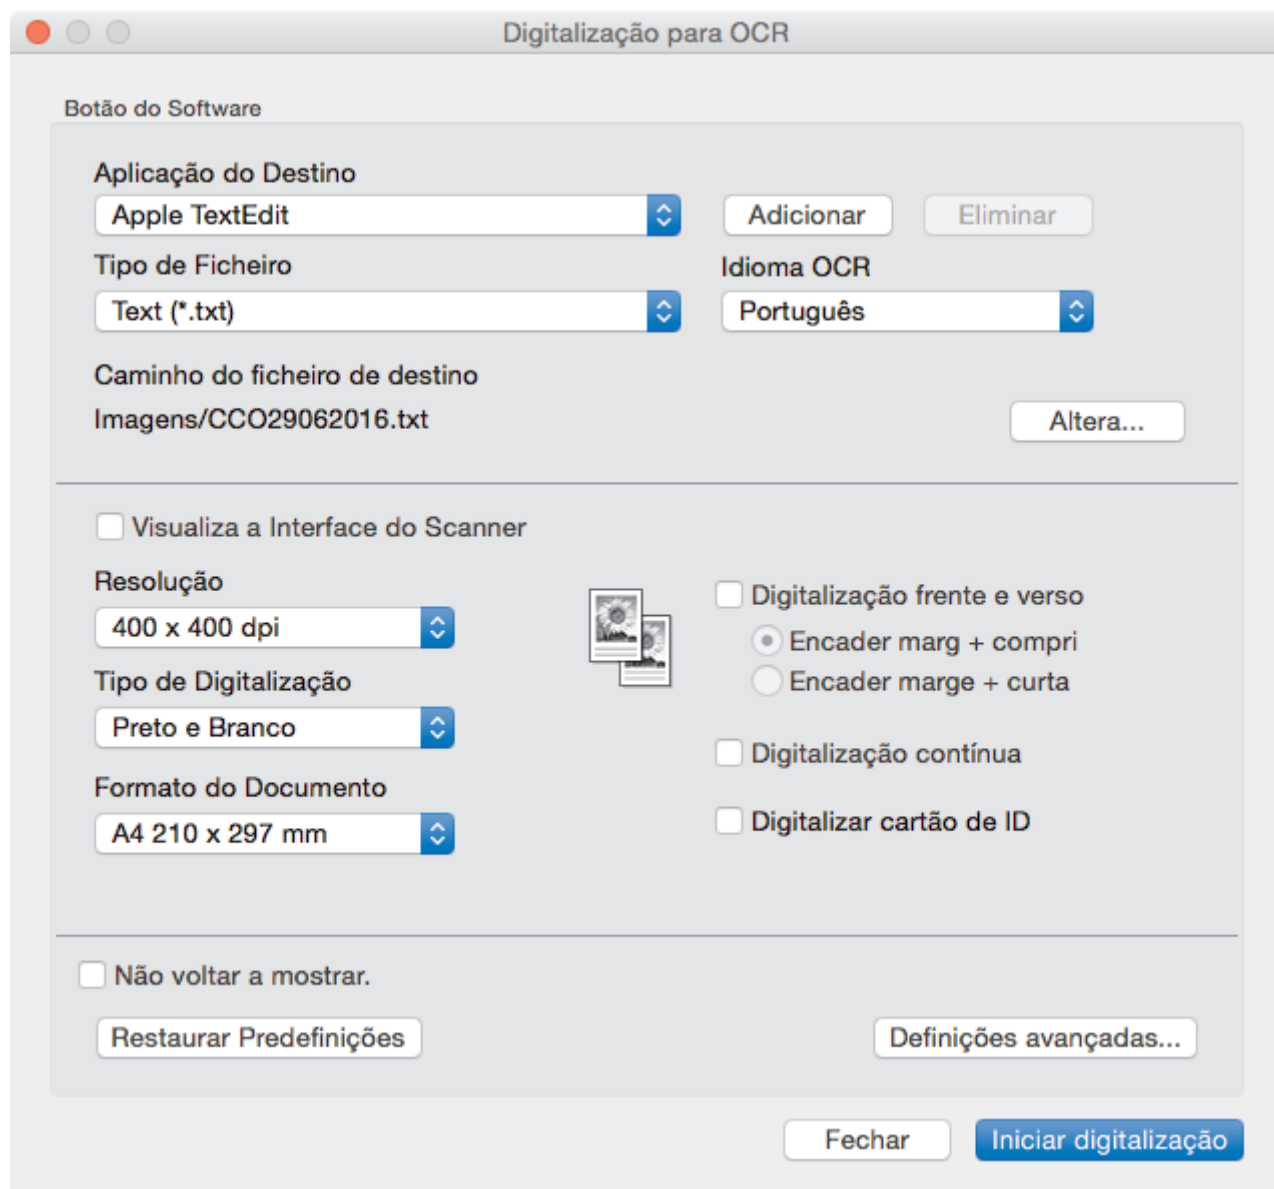 Digitalização para OCR
Botão do Software
Aplicação do Destino
Apple TextEdit
Adicionar
Eliminar
Tipo de Ficheiro
Idioma OCR
Text (*.txt)
Português
Caminho do ficheiro de destino
Imagens/CCO29062016.txt
Altera...
Visualiza a Interface do Scanner
Resolução
400 x 400 dpi
Tipo de Digitalização
Preto e Branco
Formato do Documento
A4 210 x 297 mm
Digitalização frente e verso
Encader marg + compri
Encader marge + curta
Digitalização contínua
Digitalizar cartão de ID
Não voltar a mostrar.
Restaurar Predefinições
Definições avançadas...
Fechar
Iniciar digitalização